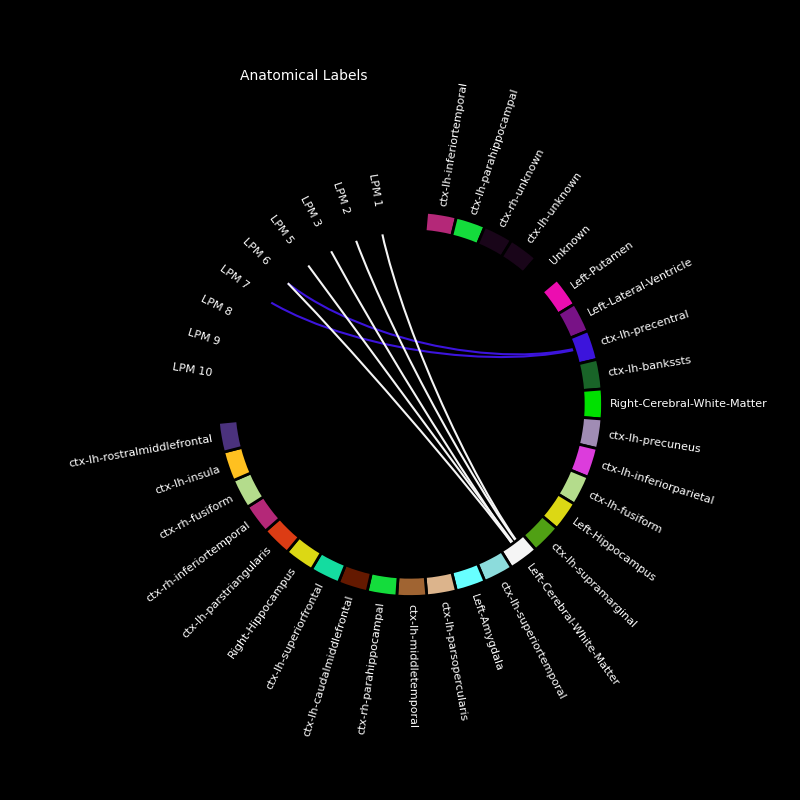 Anatomical Labels
ctx-lh-inferiortemporal
ctx-lh-parahippocampal
ctx-rh-unknown
ctx-lh-unknown
Unknown
Left-Putamen
Left-Lateral-Ventricle
ctx-lh-precentral
ctx-lh-bankssts
Right-Cerebral-White-Matter
ctx-lh-precuneus
ctx-lh-inferiorparietal
ctx-lh-fusiform
Left-Hippocampus
ctx-lh-supramarginal
Left-Cerebral-White-Matter
ctx-lh-superiortemporal
Left-Amygdala
ctx-lh-parsopercularis
ctx-lh-middletemporal
ctx-rh-parahippocampal
ctx-lh-caudalmiddlefrontal
ctx-lh-superiorfrontal
Right-Hippocampus
ctx-lh-parstriangularis
ctx-rh-inferiortemporal
ctx-rh-fusiform
ctx-lh-insula
ctx-lh-rostralmiddlefrontal
LPM 10
LPM 9
LPM 8
LPM 7
LPM 6
LPM 5
LPM 3
LPM 2
LPM 1